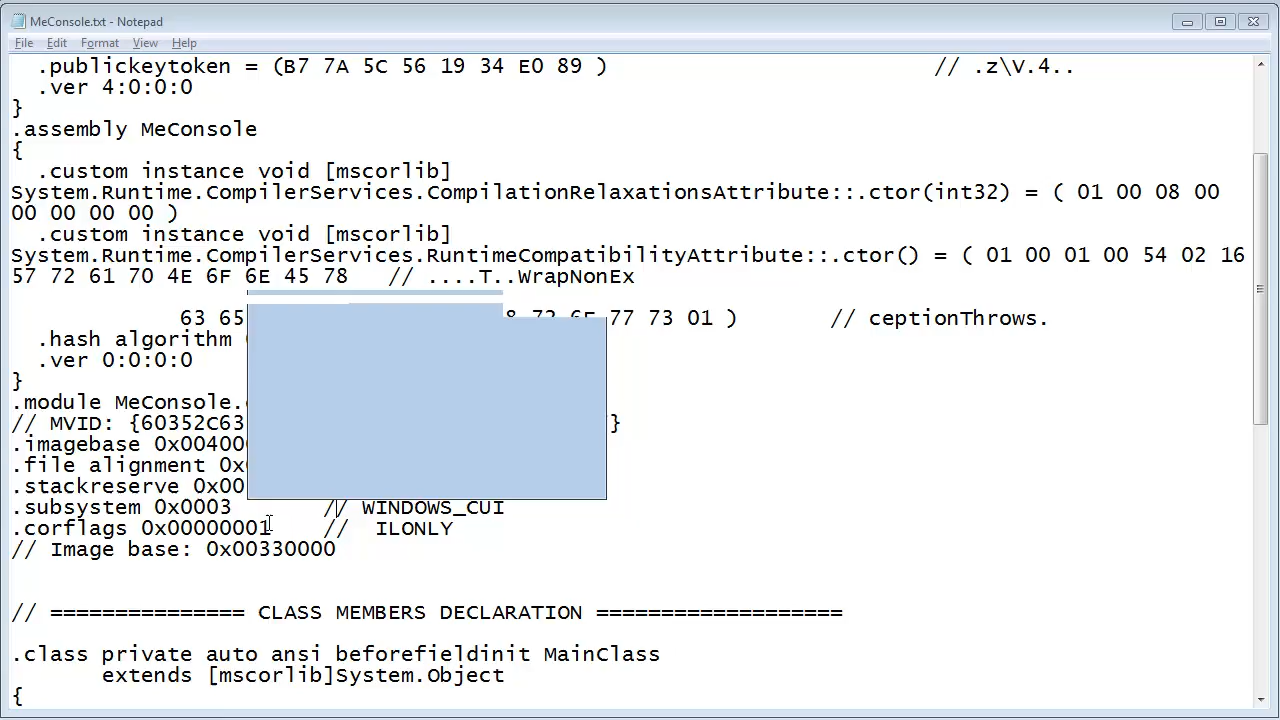 MeConsole.txt - Notepad
File Edit Format View Help
.publickeytoken = (B7 7A 5C 56 19 34 E0 89 ) // .z\V.4..
.ver 4:0:0:0
}
.assembly MeConsole
{
.custom instance void [mscorlib]
System.Runtime.CompilerServices.CompilationRelaxationsAttribute::.ctor(int32) = ( 01 00 08 00
00 00 00 00 )
.custom instance void [mscorlib]
System.Runtime.CompilerServices.RuntimeCompatibilityAttribute::.ctor() = ( 01 00 01 00 54 02 16
57 72 61 70 4E 6F 6E 45 78 // ....T..WrapNonEx
63 65 72 6F 77 73 01 ) // ceptionThrows.
.hash algorithm
.ver 0:0:0:0
}
.module MeConsole.
// MVID: {60352C63 }
.imagebase 0x00400
.file alignment 0x
.stackreserve 0x00
.subsystem 0x0003 // WINDOWS_CUI
.corflags 0x00000001 // ILONLY
// Image base: 0x00330000
// =============== CLASS MEMBERS DECLARATION ===================
.class private auto ansi beforefieldinit MainClass
extends [mscorlib]System.Object
{